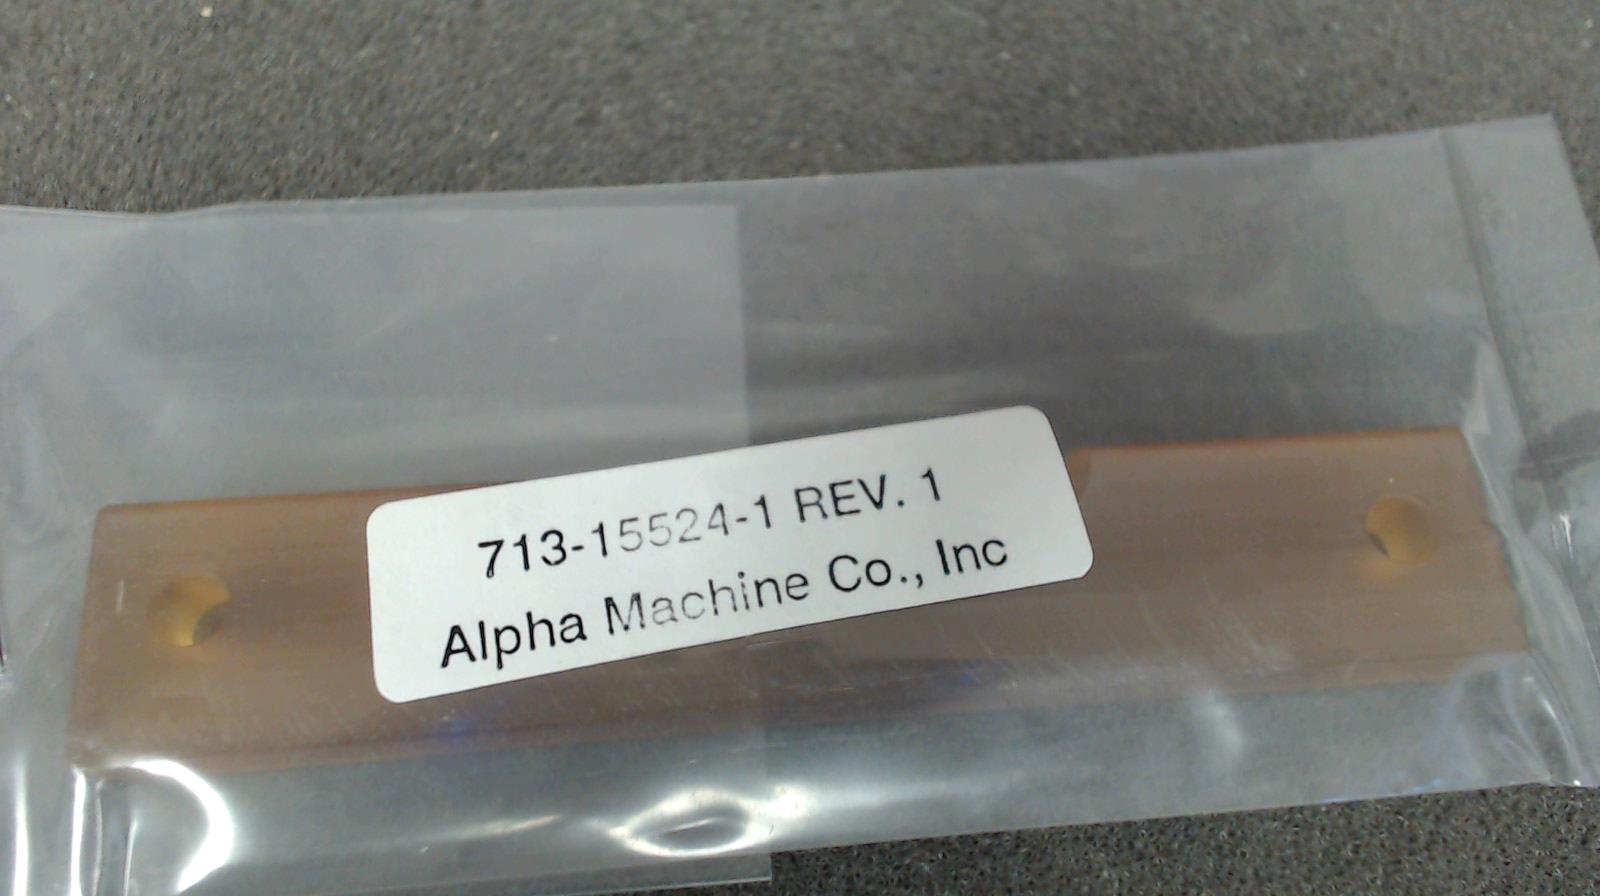 713-15524-1 REV. 1
Alpha Machine Co., Inc